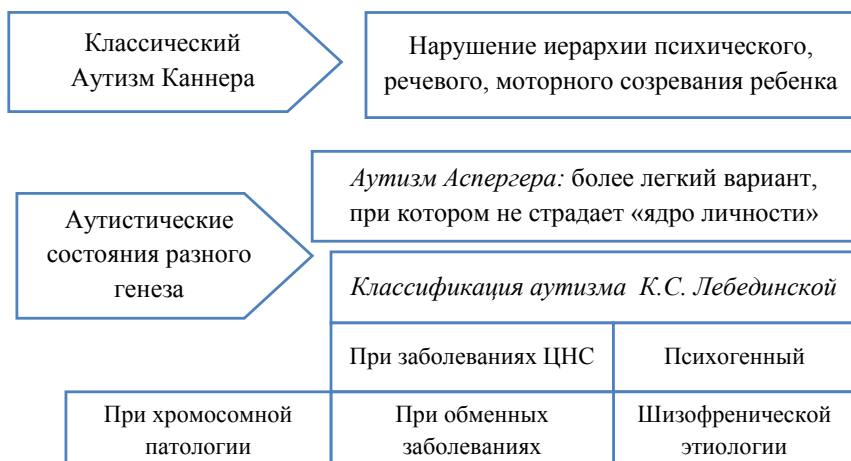 Классический
Аутизм Каннера
Нарушение иерархии психического,
речевого, моторного созревания ребенка
Аутистические
состояния разного
генеза
Аутизм Аспергера: более легкий вариант,
при котором не страдает «ядро личности»
Классификация аутизма К.С. Лебединской
При заболеваниях ЦНС
Психогенный
При хромосомной
патологии
При обменных
заболеваниях
Шизофренической
этиологии